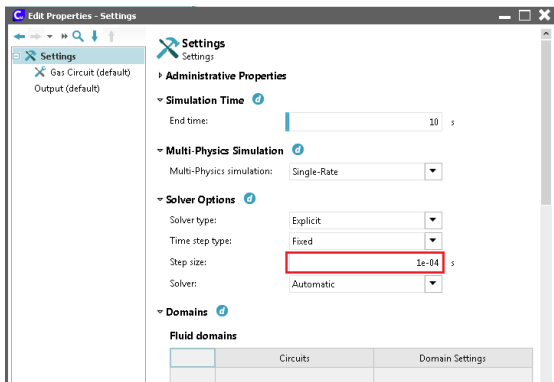 C. Edit Properties - Settings
Settings
Gas Circuit (default)
Output (default)
Settings
Settings
Administrative Properties
Simulation Time d
End time: 10 s
Multi-Physics Simulation d
Multi-Physics simulation: Single-Rate
Solver Options d
Solver type: Explicit
Time step type: Fixed
Step size: 1e-04 s
Solver: Automatic
Domains d
Fluid domains
Circuits Domain Settings